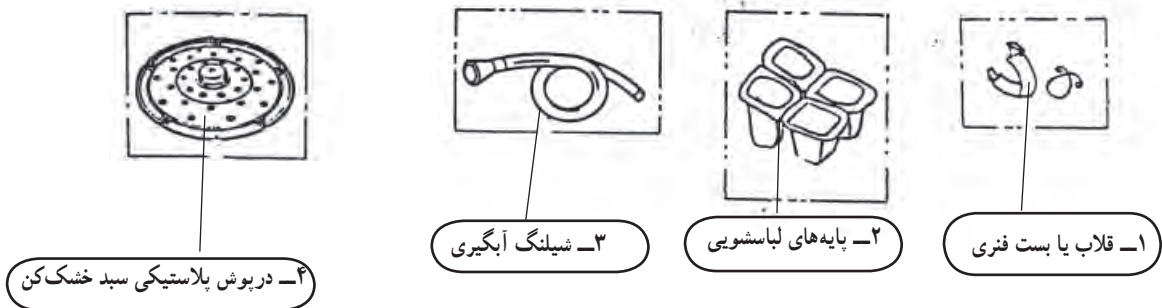 ۱ــ قلاب یا بست فنری
۲ــ پایه‌های لباسشویی
۳ــ شیلنگ آبگیری
۴ــ درپوش پلاستیکی سبد خشک‌کن